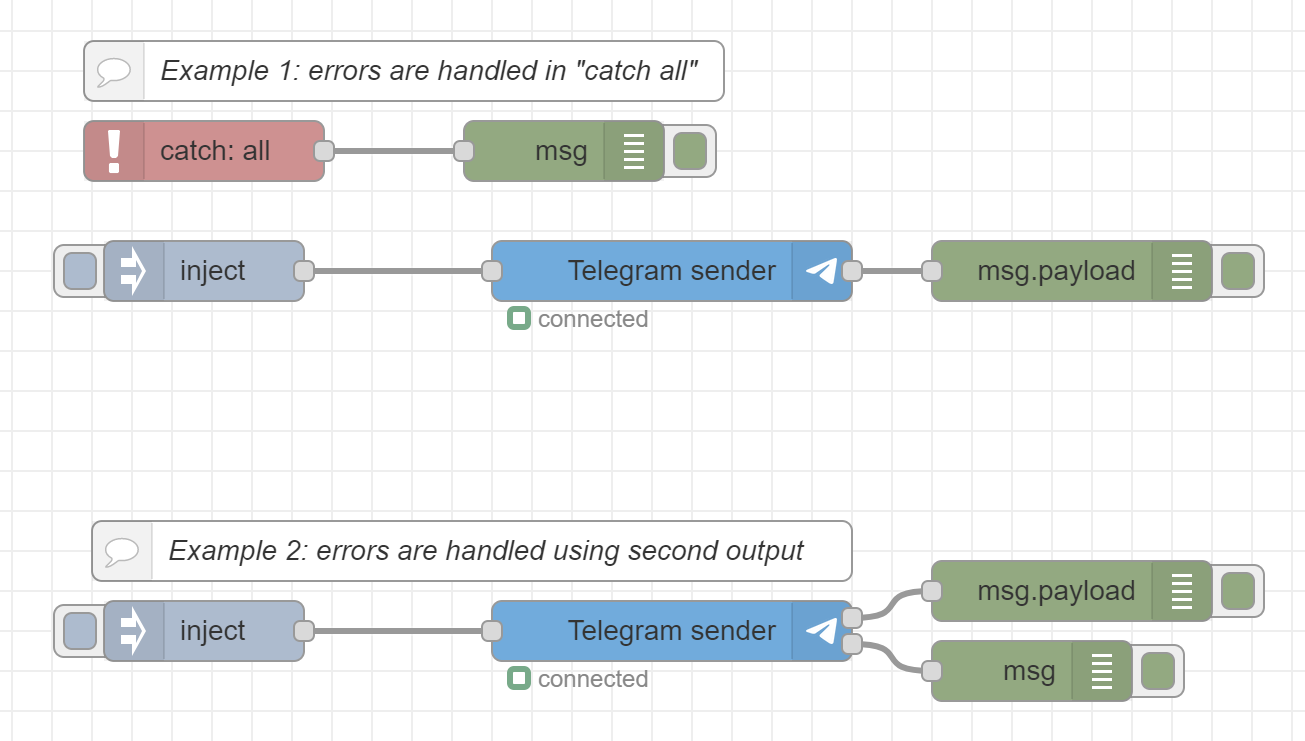 Example 1: errors are handled in "catch all"
catch: all
msg
inject
Telegram sender
msg.payload
connected
Example 2: errors are handled using second output
msg.payload
inject
Telegram sender
msg
connected